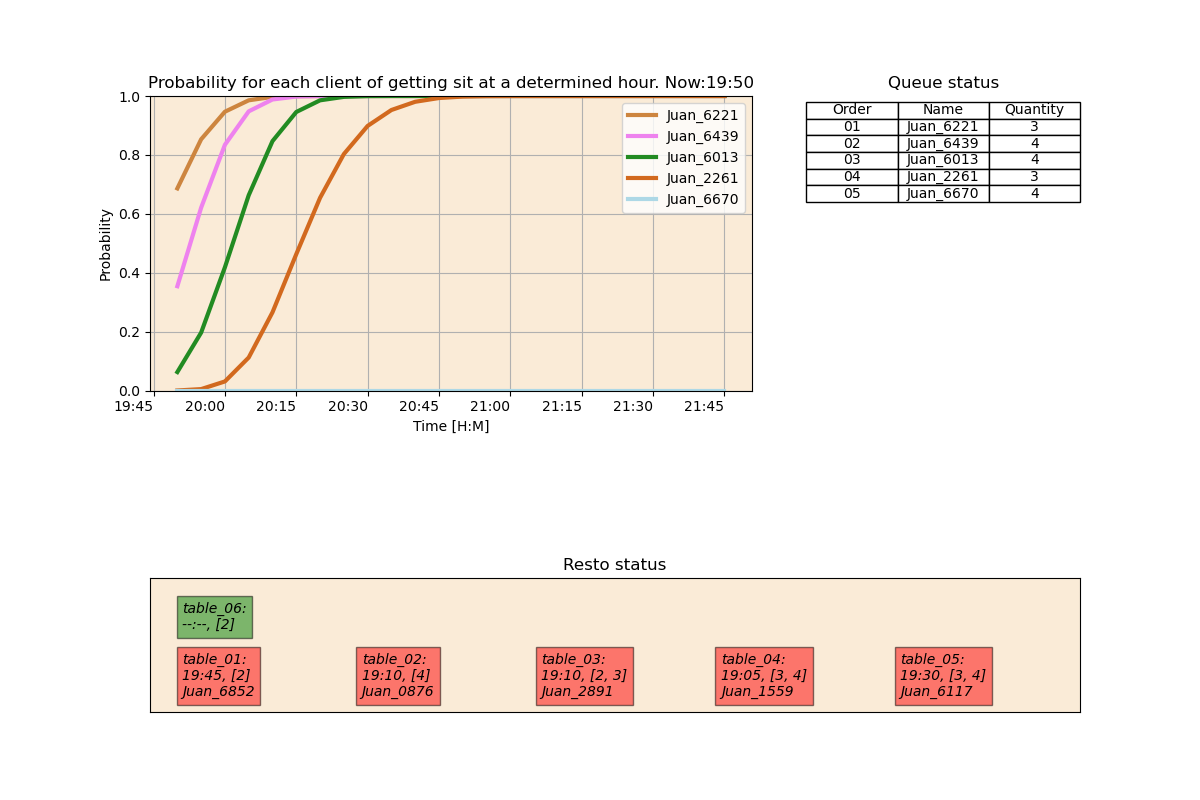 Probability for each client of getting sit at a determined hour. Now:19:50
Probability
1.0
0.8
0.6
0.4
0.2
0.0
19:45 20:00 20:15 20:30 20:45 21:00 21:15 21:30 21:45
Time [H:M]
Juan_6221
Juan_6439
Juan_6013
Juan_2261
Juan_6670
Queue status
Order Name Quantity
01 Juan_6221 3
02 Juan_6439 4
03 Juan_6013 4
04 Juan_2261 3
05 Juan_6670 4
Resto status
table_06:
--:--, [2]
table_01:
19:45, [2]
Juan_6852
table_02:
19:10, [4]
Juan_0876
table_03:
19:10, [2, 3]
Juan_2891
table_04:
19:05, [3, 4]
Juan_1559
table_05:
19:30, [3, 4]
Juan_6117